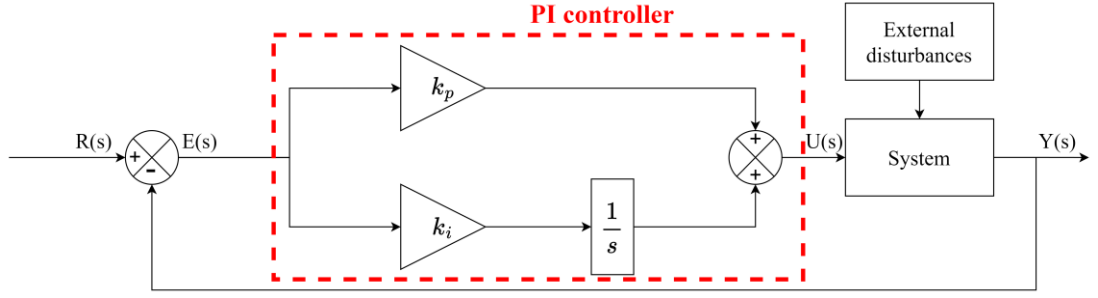 PI controller
External
disturbances
k_p
R(s)
+
-
E(s)
+
+
U(s)
System
Y(s)
k_i
1
s